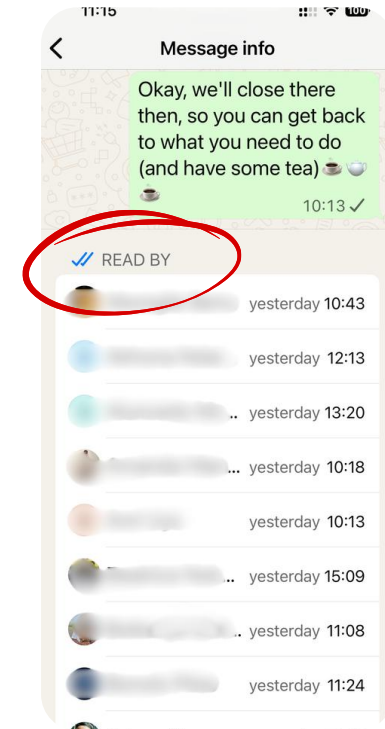 11:15
100
Message info
Okay, we'll close there
then, so you can get back
to what you need to do
(and have some tea)☕🫖
☕
10:13 ✓
READ BY
yesterday 10:43
yesterday 12:13
... yesterday 13:20
... yesterday 10:18
yesterday 10:13
... yesterday 15:09
... yesterday 11:08
yesterday 11:24